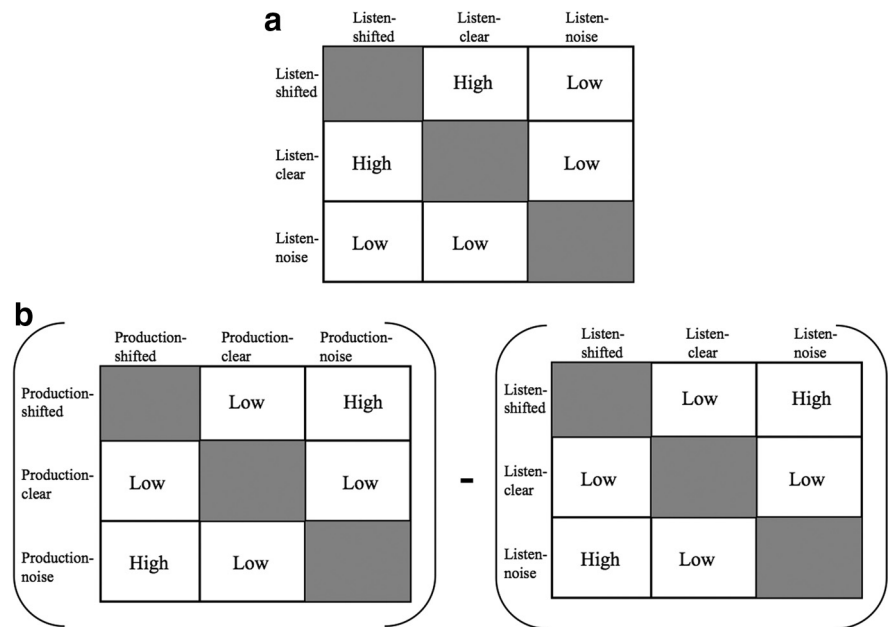 a
Listen-
shifted
Listen-
clear
Listen-
noise
Listen-
shifted
High
Low
Listen-
clear
High
Low
Listen-
noise
Low
Low
b
Production-
shifted
Production-
clear
Production-
noise
Production-
shifted
Low
High
Production-
clear
Low
Low
Production-
noise
High
Low
-
Listen-
shifted
Listen-
clear
Listen-
noise
Listen-
shifted
Low
High
Listen-
clear
Low
Low
Listen-
noise
High
Low